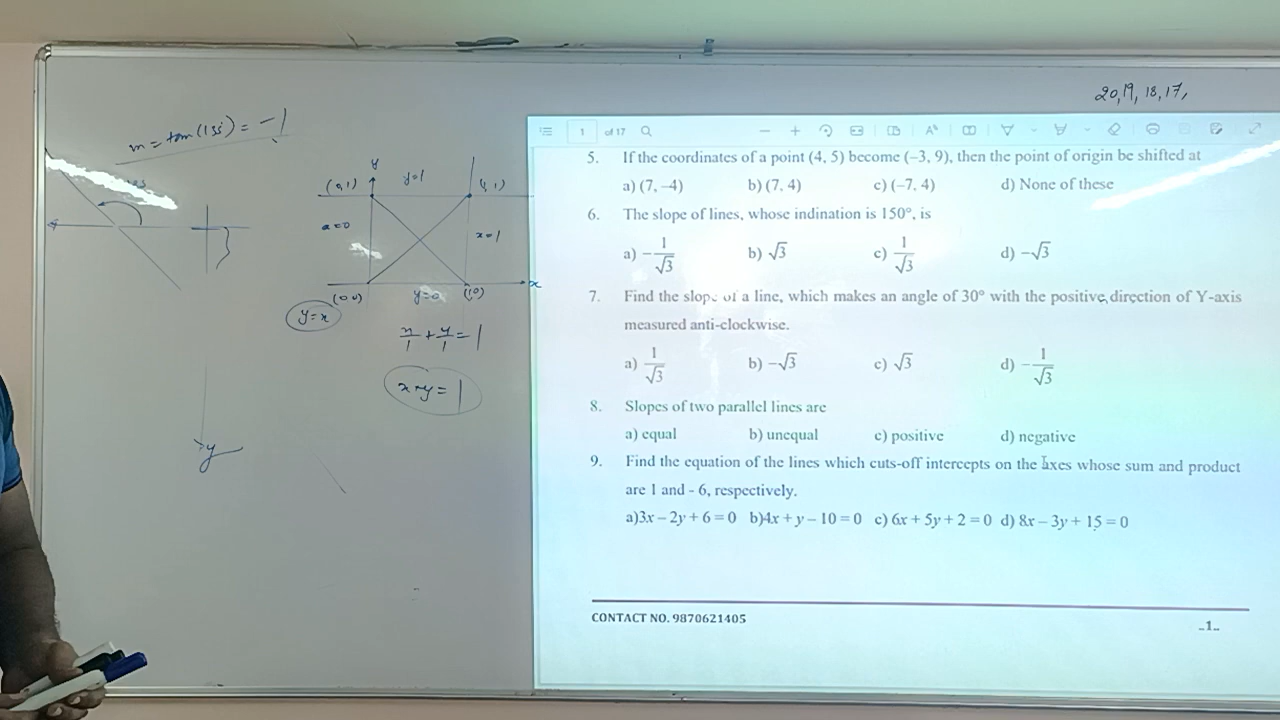 20, 19, 18, 17,
m = tan(135) = -1
y
(0,1) y=1 (1,1)
x=0
x=1
x
(0 0) y=0 (1,0)
y=x
x/1 + y/1 = 1
x+y = 1
y
1 of 17
5. If the coordinates of a point (4, 5) become (−3, 9), then the point of origin be shifted at
a) (7, −4) b) (7, 4) c) (−7, 4) d) None of these
6. The slope of lines, whose indination is 150°, is
a) −1/√3 b) √3 c) 1/√3 d) −√3
7. Find the slope of a line, which makes an angle of 30° with the positive direction of Y-axis
measured anti-clockwise.
a) 1/√3 b) −√3 c) √3 d) −1/√3
8. Slopes of two parallel lines are
a) equal b) unequal c) positive d) negative
9. Find the equation of the lines which cuts-off intercepts on the axes whose sum and product
are 1 and - 6, respectively.
a)3x − 2y + 6 = 0 b)4x + y − 10 = 0 c) 6x + 5y + 2 = 0 d) 8x − 3y + 15 = 0
CONTACT NO. 9870621405
..1..